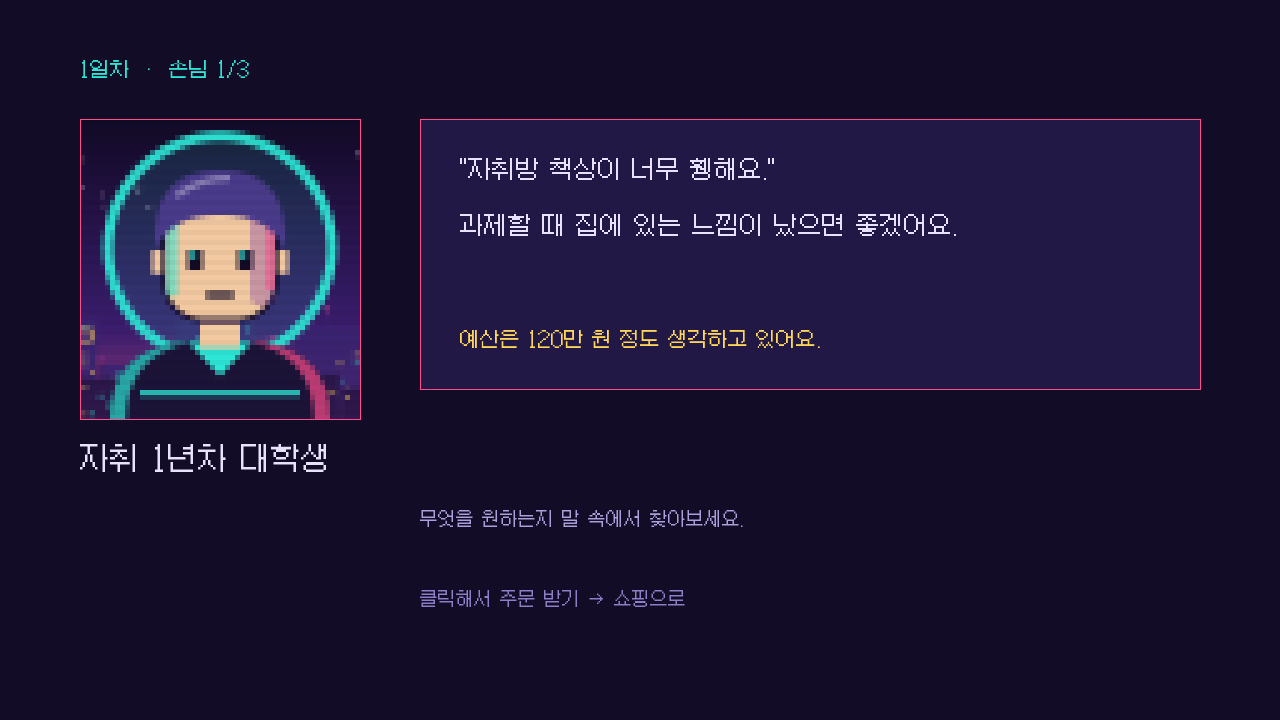 1일차 · 손님 1/3
"자취방 책상이 너무 휑해요."
과제할 때 집에 있는 느낌이 났으면 좋겠어요.
예산은 120만 원 정도 생각하고 있어요.
자취 1년차 대학생
무엇을 원하는지 말 속에서 찾아보세요.
클릭해서 주문 받기 → 쇼핑으로